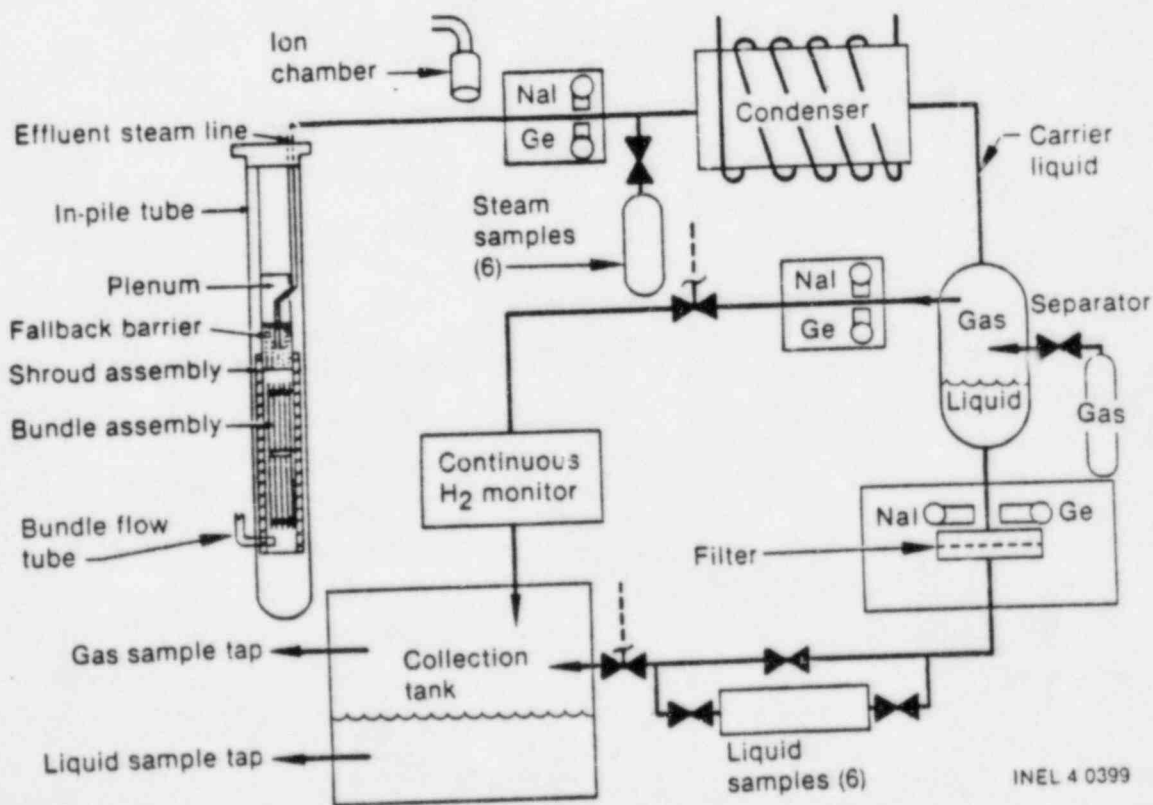 Ion
chamber
Effluent steam line
In-pile tube
Plenum
Fallback barrier
Shroud assembly
Bundle assembly
Bundle flow
tube
NaI
Ge
Condenser
Carrier
liquid
Steam
samples
(6)
NaI
Ge
Separator
Gas
Liquid
Gas
Continuous
H2 monitor
NaI
Ge
Filter
Gas sample tap
Collection
tank
Liquid sample tap
Liquid
samples (6)
INEL 4 0399